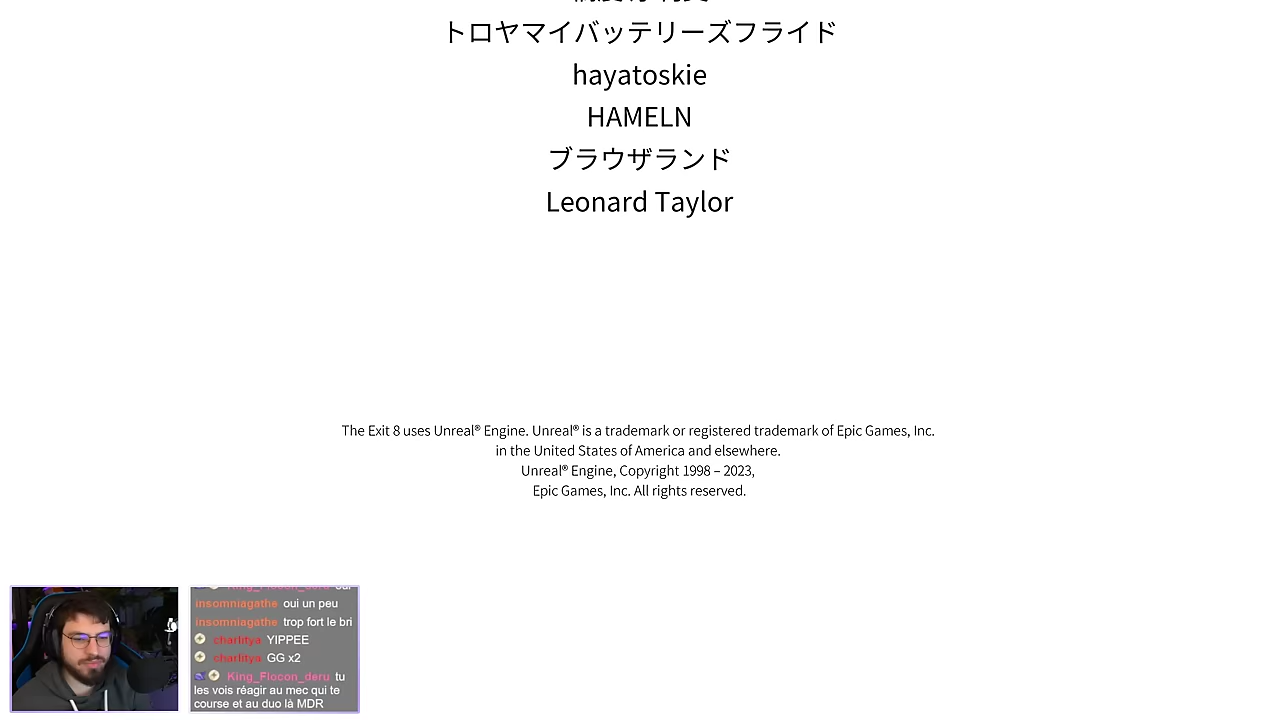 トロヤマイバッテリーズフライド
hayatoskie
HAMELN
ブラウザランド
Leonard Taylor
The Exit 8 uses Unreal® Engine. Unreal® is a trademark or registered trademark of Epic Games, Inc.
in the United States of America and elsewhere.
Unreal® Engine, Copyright 1998 – 2023,
Epic Games, Inc. All rights reserved.
King_Flocon_deru oui
insomniagathe oui un peu
insomniagathe trop fort le bri
charlitya YIPPEE
charlitya GG x2
King_Flocon_deru tu
les vois réagir au mec qui te
course et au duo là MDR